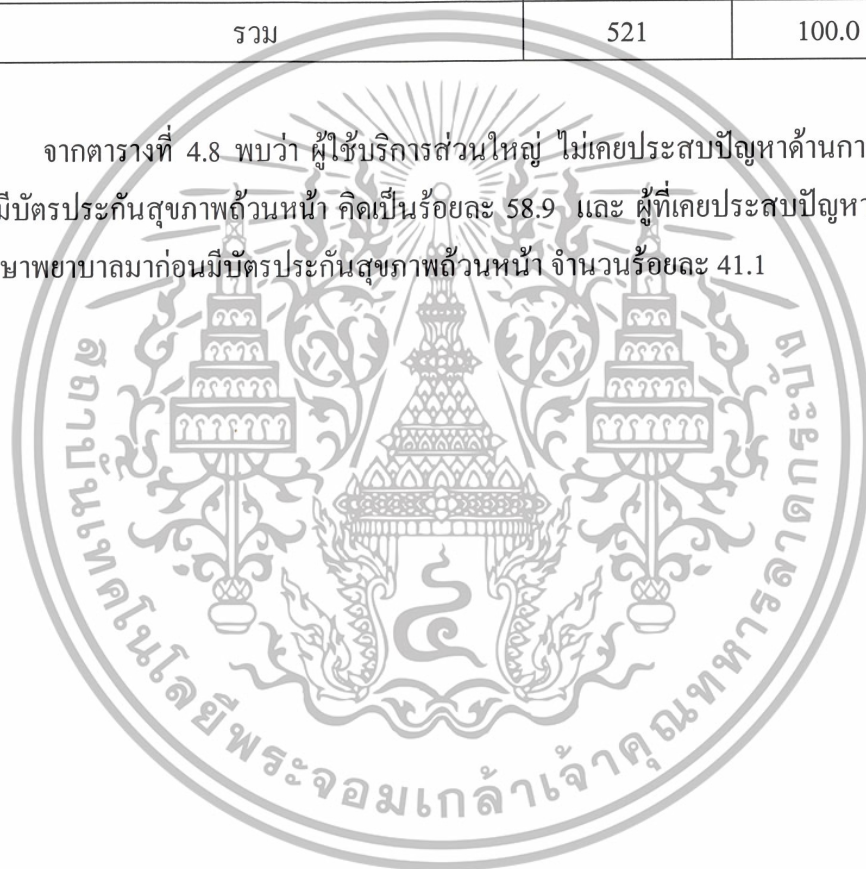 รวม 521 100.0
จากตารางที่ 4.8 พบว่า ผู้ใช้บริการส่วนใหญ่ ไม่เคยประสบปัญหาด้านกา
มีบัตรประกันสุขภาพถ้วนหน้า คิดเป็นร้อยละ 58.9 และ ผู้ที่เคยประสบปัญหา
ษาพยาบาลมาก่อนมีบัตรประกันสุขภาพถ้วนหน้า จำนวนร้อยละ 41.1
สถาบันเทคโนโลยีพระจอมเกล้าเจ้าคุณทหารลาดกระบัง